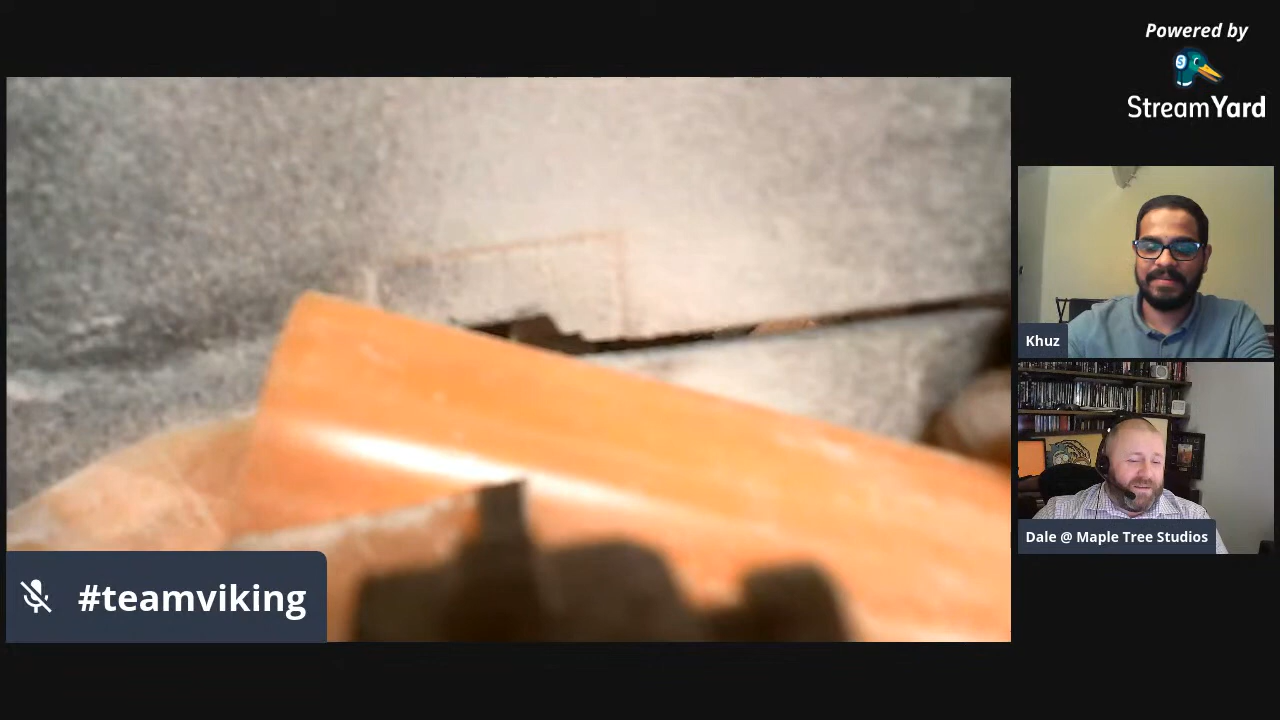 Powered by
StreamYard
Khuz
Dale @ Maple Tree Studios
#teamviking